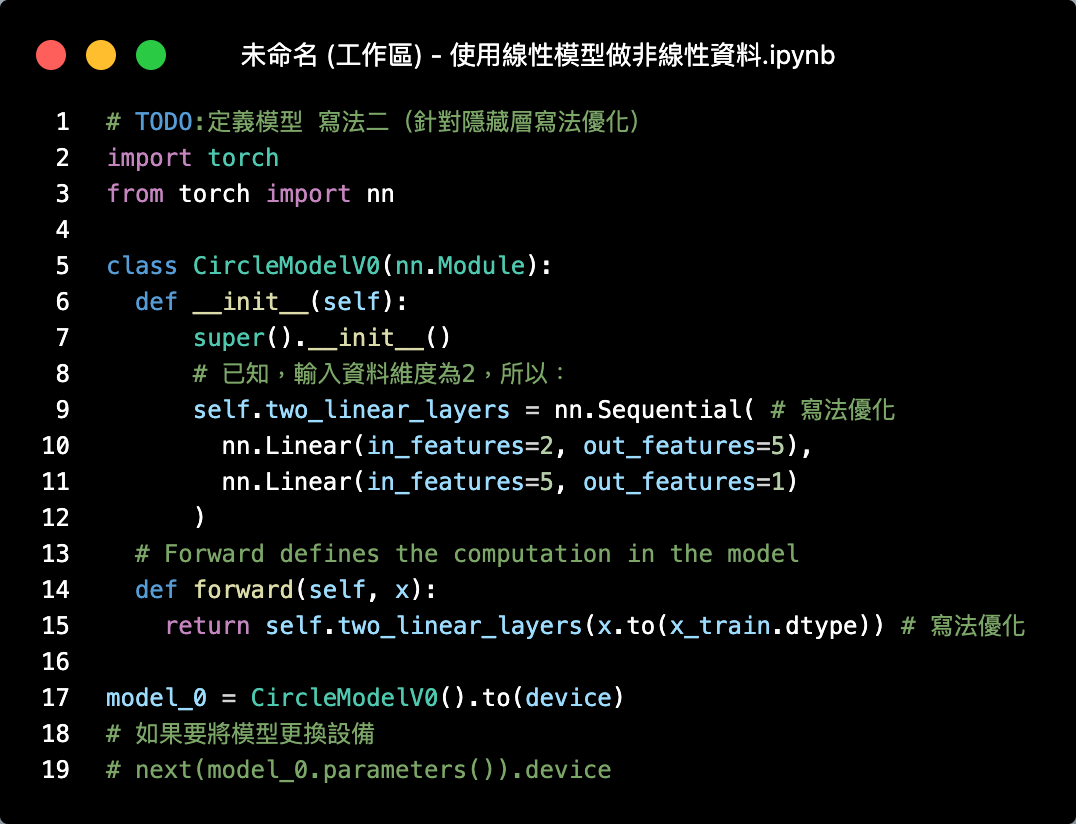 未命名 (工作區) - 使用線性模型做非線性資料.ipynb
1 # TODO:定義模型 寫法二（針對隱藏層寫法優化）
2 import torch
3 from torch import nn
4
5 class CircleModelV0(nn.Module):
6   def __init__(self):
7       super().__init__()
8       # 已知，輸入資料維度為2，所以：
9       self.two_linear_layers = nn.Sequential( # 寫法優化
10         nn.Linear(in_features=2, out_features=5),
11         nn.Linear(in_features=5, out_features=1)
12       )
13   # Forward defines the computation in the model
14   def forward(self, x):
15     return self.two_linear_layers(x.to(x_train.dtype)) # 寫法優化
16
17 model_0 = CircleModelV0().to(device)
18 # 如果要將模型更換設備
19 # next(model_0.parameters()).device